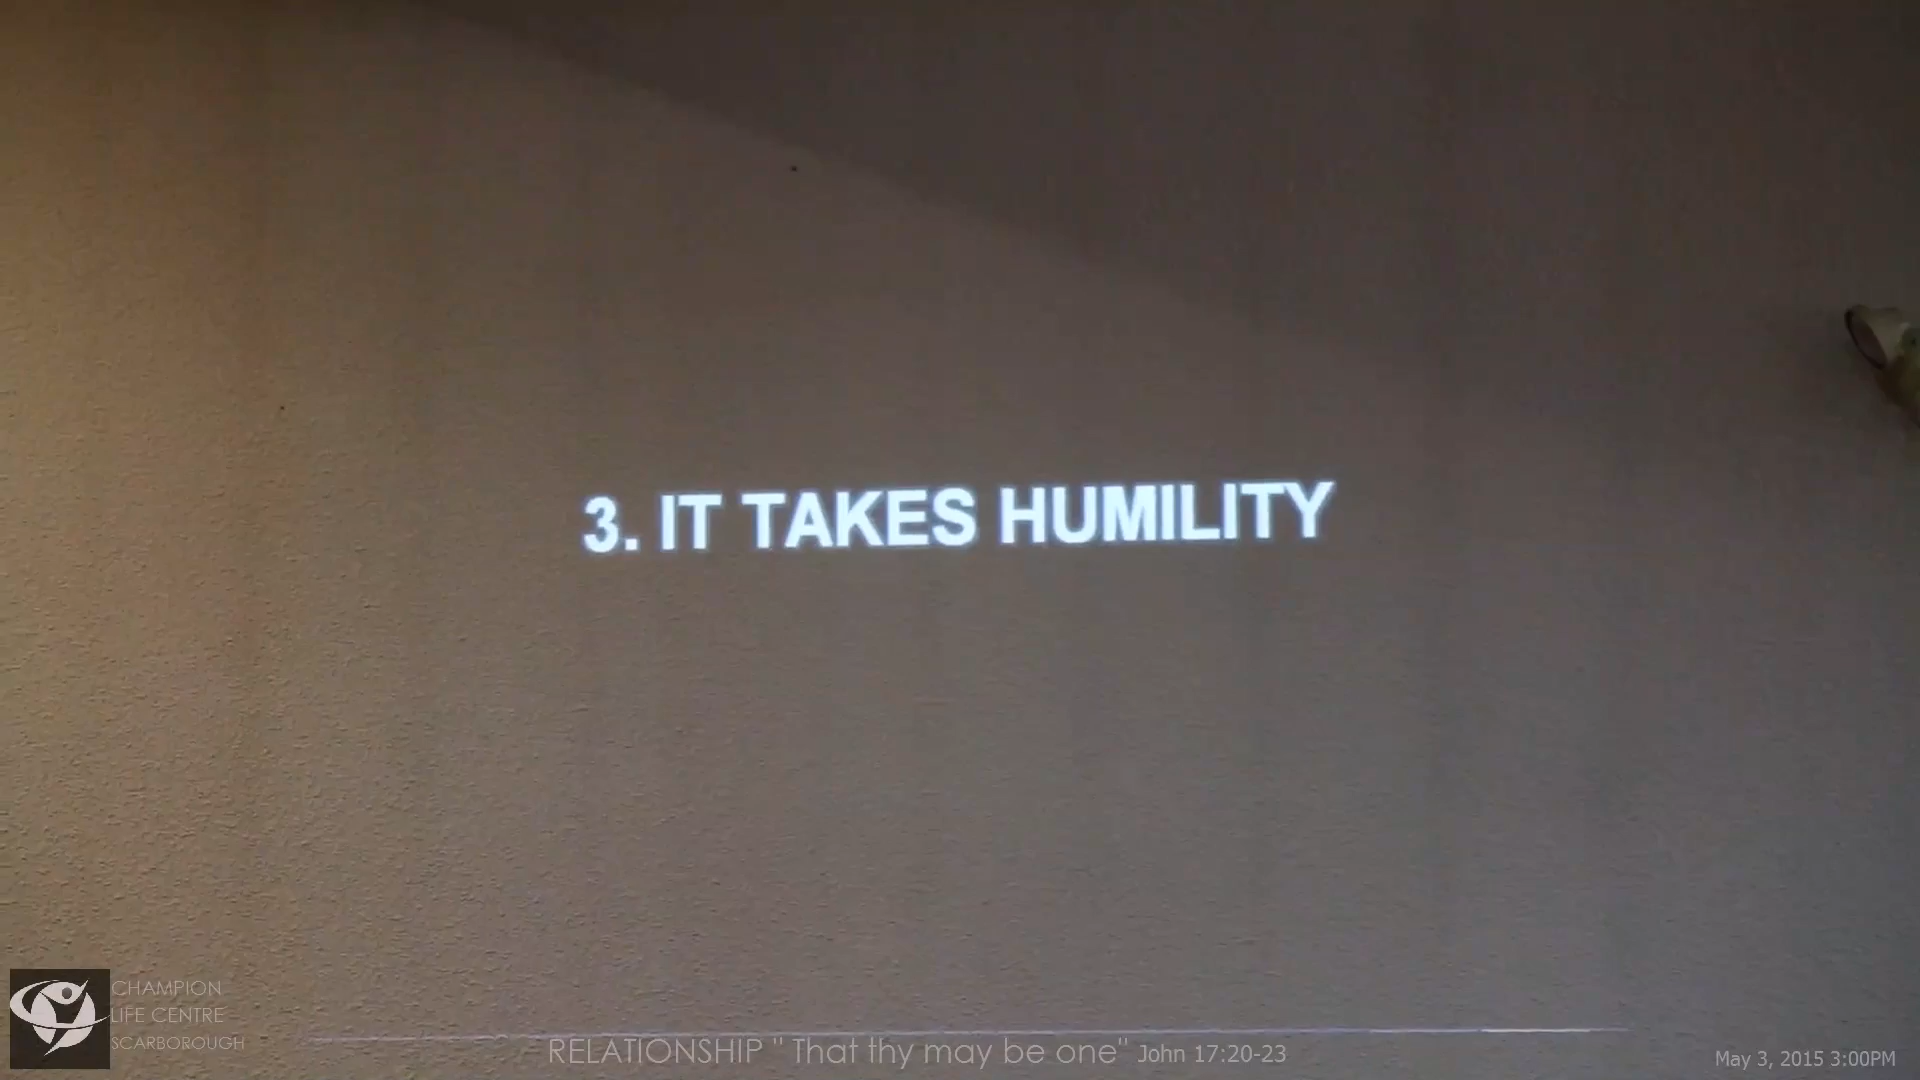 3. IT TAKES HUMILITY
CHAMPION
LIFE CENTRE
SCARBOROUGH
RELATIONSHIP " That thy may be one" John 17:20-23
May 3, 2015 3:00PM